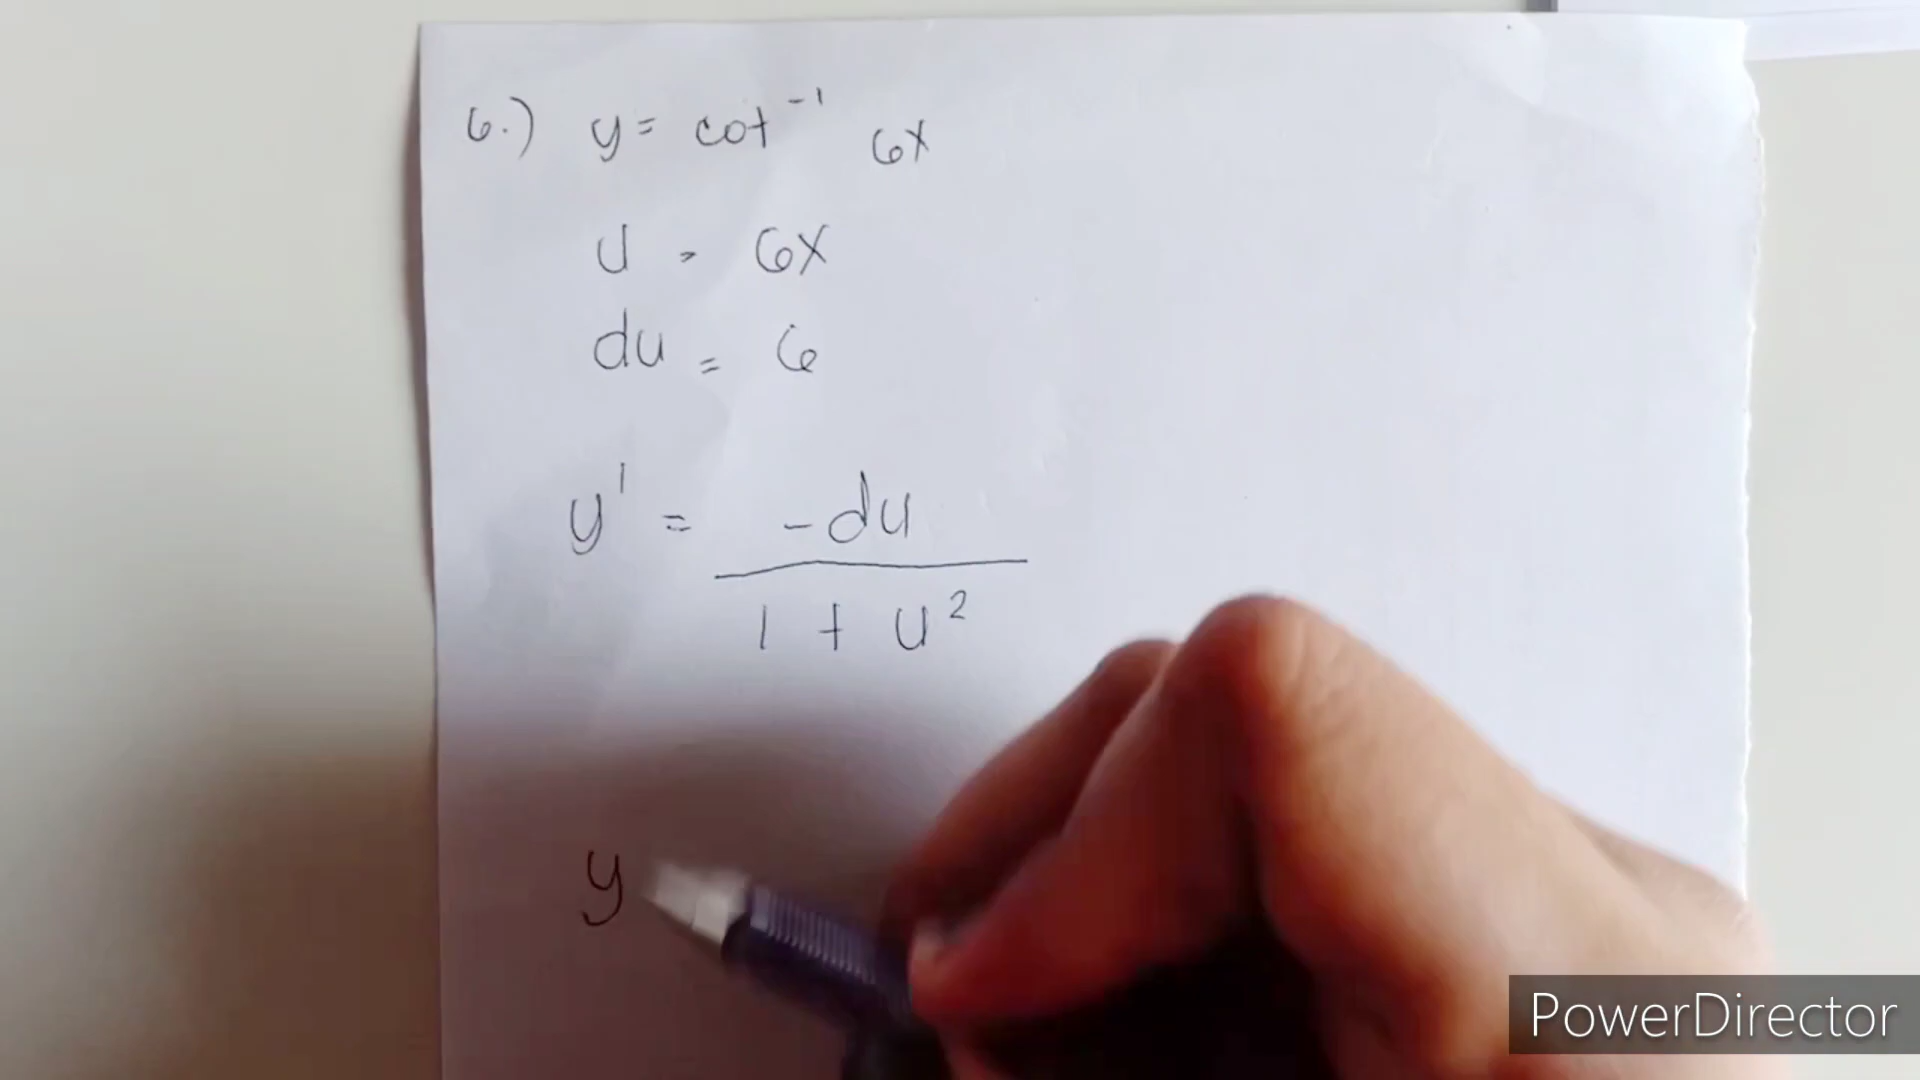 6.) y = cot⁻¹ 6x
u = 6x
du = 6
y' = -du
1 + u²
y
PowerDirector